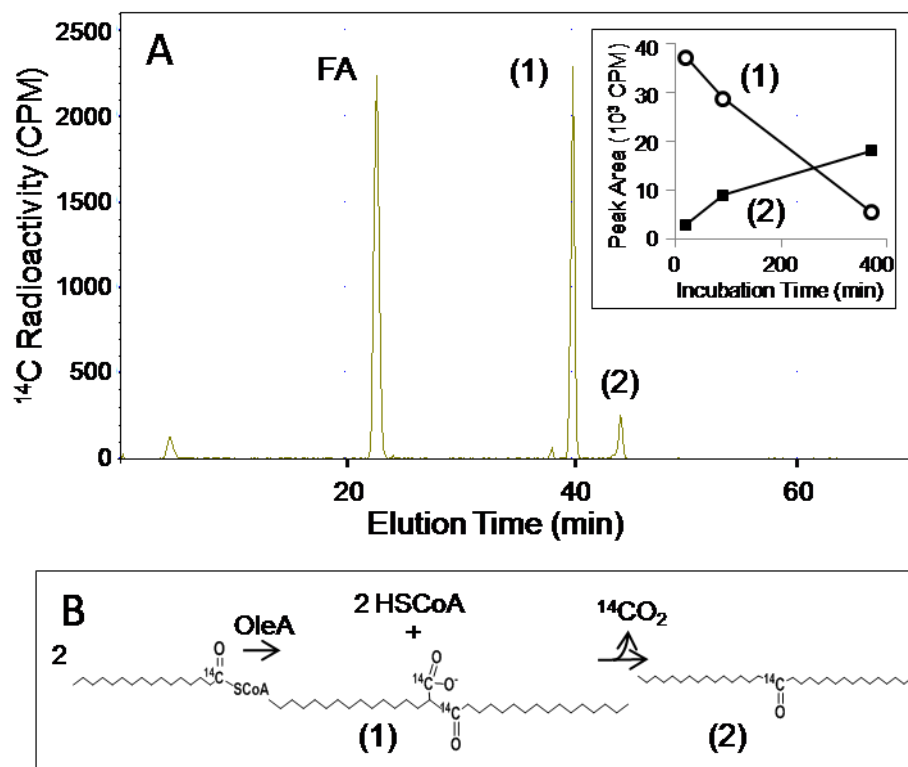 A
¹⁴C Radioactivity (CPM)
2500
2000
1500
1000
500
0
FA
(1)
(2)
20
40
60
Elution Time (min)
Peak Area (10³ CPM)
40
30
20
10
0
(1)
(2)
0
200
400
Incubation Time (min)
B
2
O
¹⁴C
SCoA
OleA
2 HSCoA
+
O
¹⁴C
O⁻
¹⁴C
O
(1)
¹⁴CO₂
¹⁴C
O
(2)